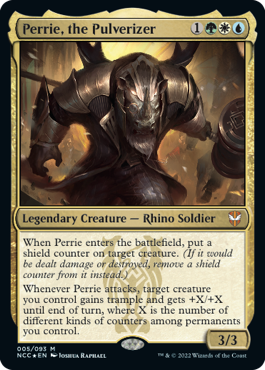 Perrie, the Pulverizer 1
Legendary Creature — Rhino Soldier
When Perrie enters the battlefield, put a
shield counter on target creature. (If it would
be dealt damage or destroyed, remove a
shield counter from it instead.)
Whenever Perrie attacks, target creature
you control gains trample and gets +X/+X
until end of turn, where X is the number of
different kinds of counters among permanents
you control.
3/3
005/093 M
NCC★EN Joshua Raphael ™ & © 2022 Wizards of the Coast